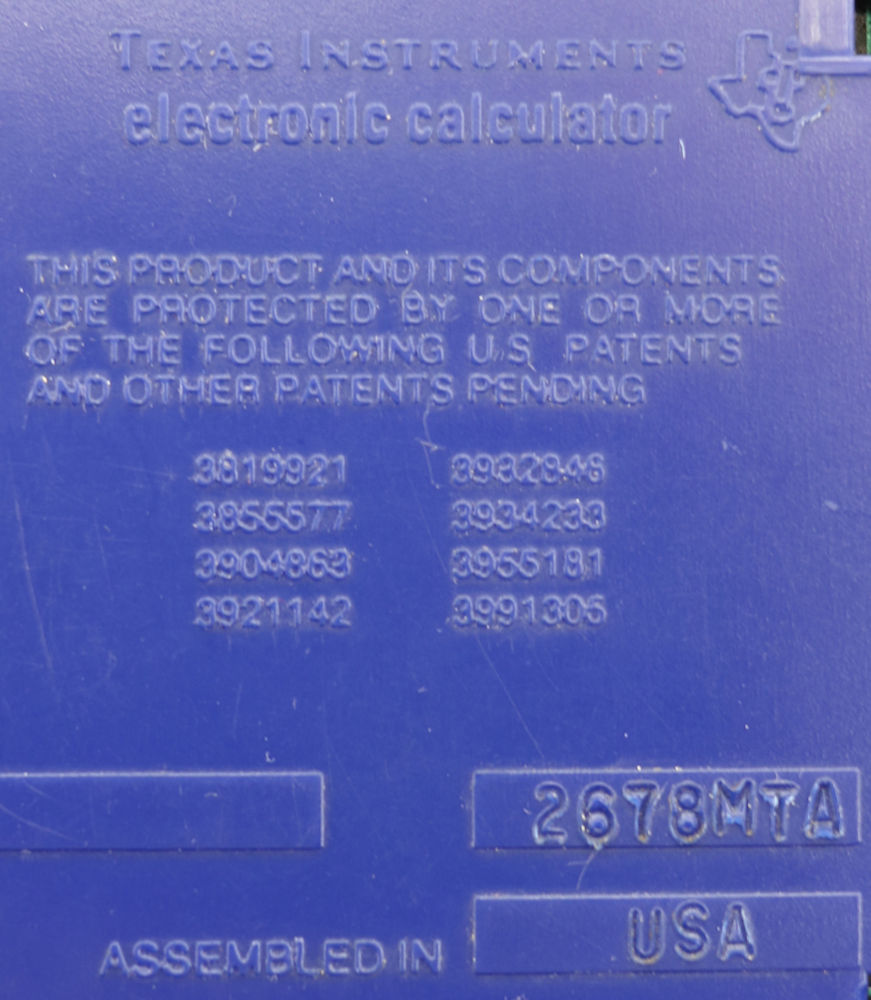 TEXAS INSTRUMENTS
electronic calculator
THIS PRODUCT AND ITS COMPONENTS
ARE PROTECTED BY ONE OR MORE
OF THE FOLLOWING U.S. PATENTS
AND OTHER PATENTS PENDING
3819921 3932846
3855577 3934233
3904863 3955181
3921142 3991305
2678MTA
ASSEMBLED IN USA